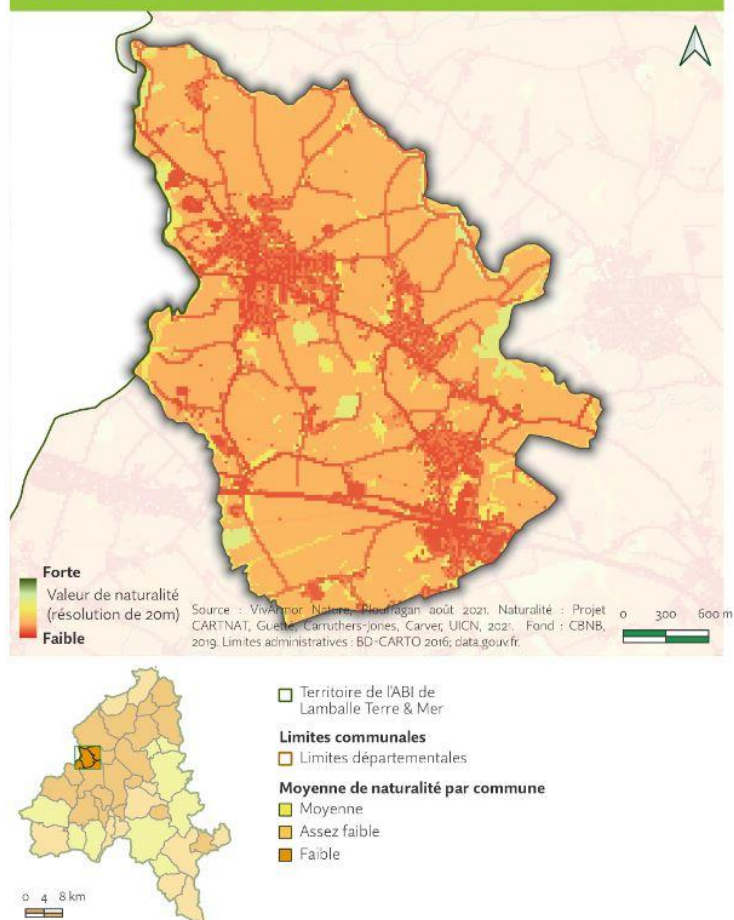 Forte
Valeur de naturalité
(résolution de 20m)
Faible
Source : VivArmor Nature, Ploufragan août 2021. Naturalité : Projet
CARTNAT, Guetté, Carruthers-Jones, Carver, UICN, 2021. Fond : CBNB,
2019. Limites administratives : BD-CARTO 2016; data.gouv.fr.
0 300 600 m
Territoire de l'ABI de
Lamballe Terre & Mer
Limites communales
Limites départementales
Moyenne de naturalité par commune
Moyenne
Assez faible
Faible
0 4 8 km